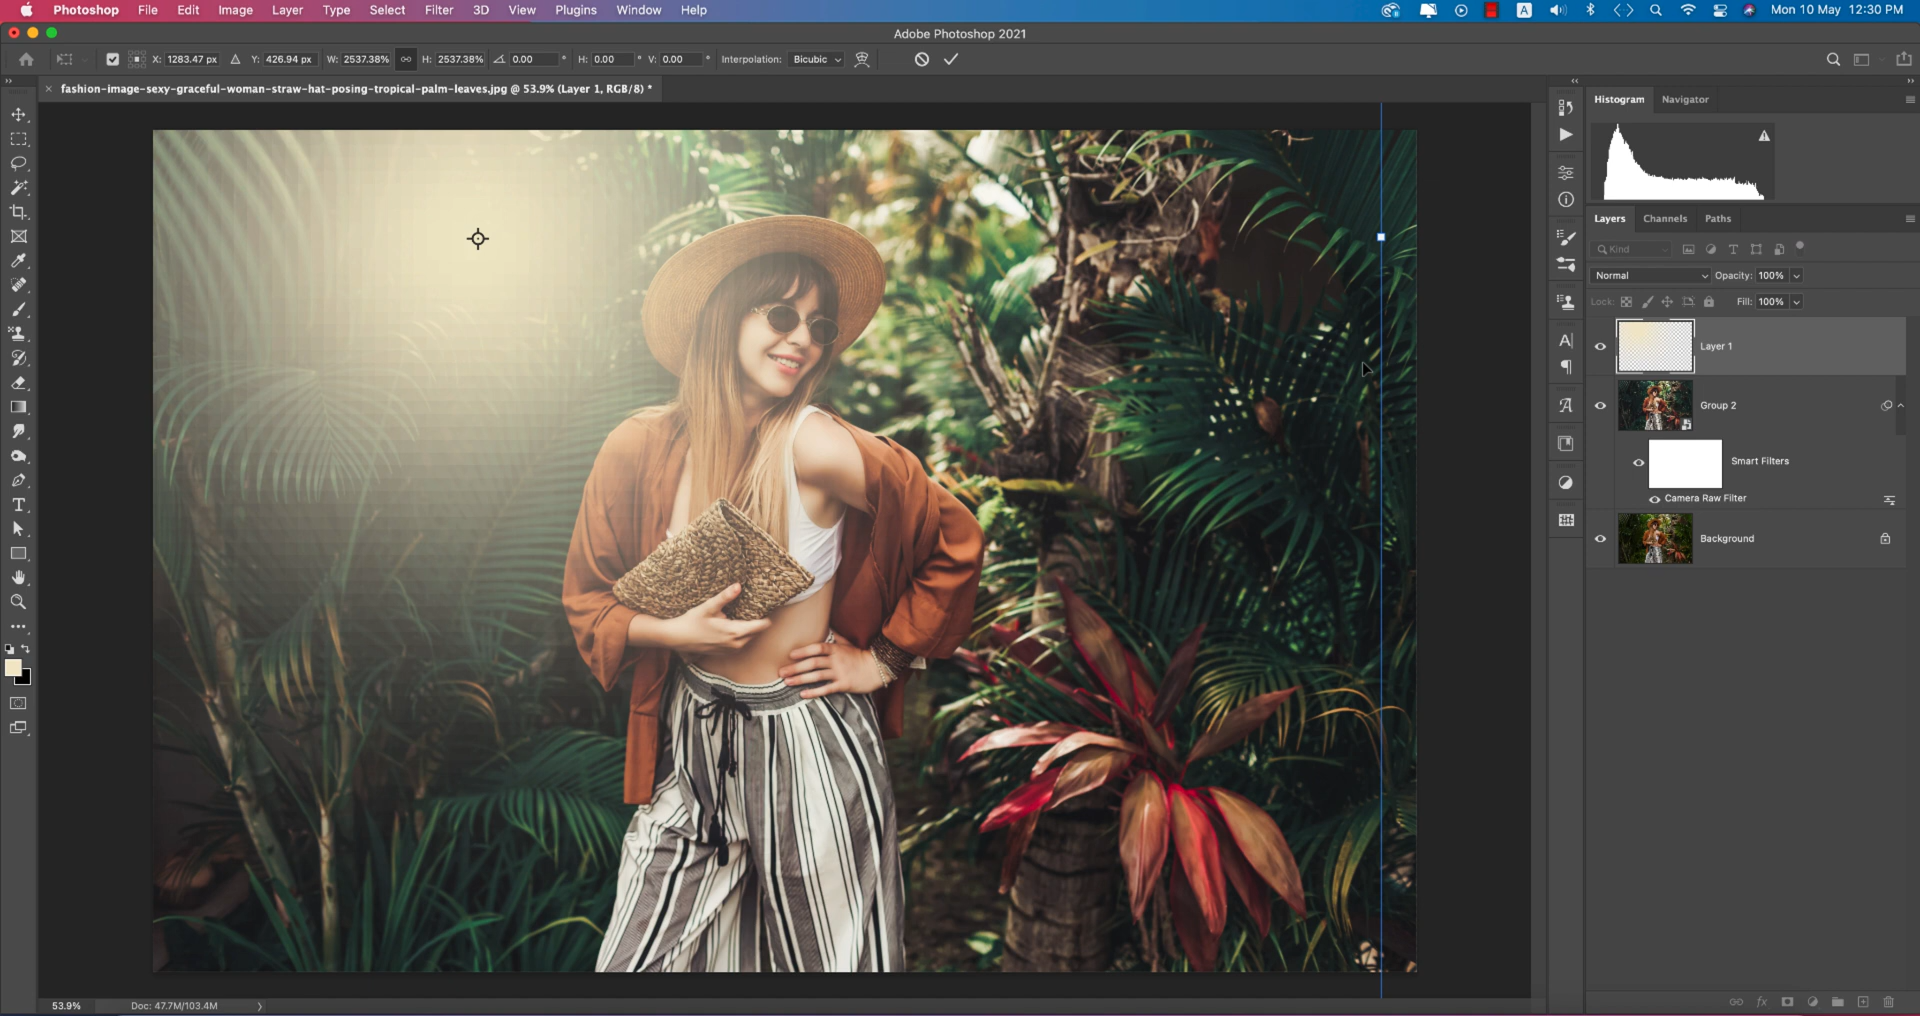 Photoshop File Edit Image Layer Type Select Filter 3D View Plugins Window Help A Mon 10 May 12:30 PM
Adobe Photoshop 2021
X: 1283.47 px Y: 426.94 px W: 2537.38% H: 2537.38% 0.00 ° H: 0.00 ° V: 0.00 ° Interpolation: Bicubic
fashion-image-sexy-graceful-woman-straw-hat-posing-tropical-palm-leaves.jpg @ 53.9% (Layer 1, RGB/8) *
Histogram Navigator
Layers Channels Paths
Kind
Normal Opacity: 100%
Lock: Fill: 100%
Layer 1
Group 2
Smart Filters
Camera Raw Filter
Background
53.9% Doc: 47.7M/103.4M